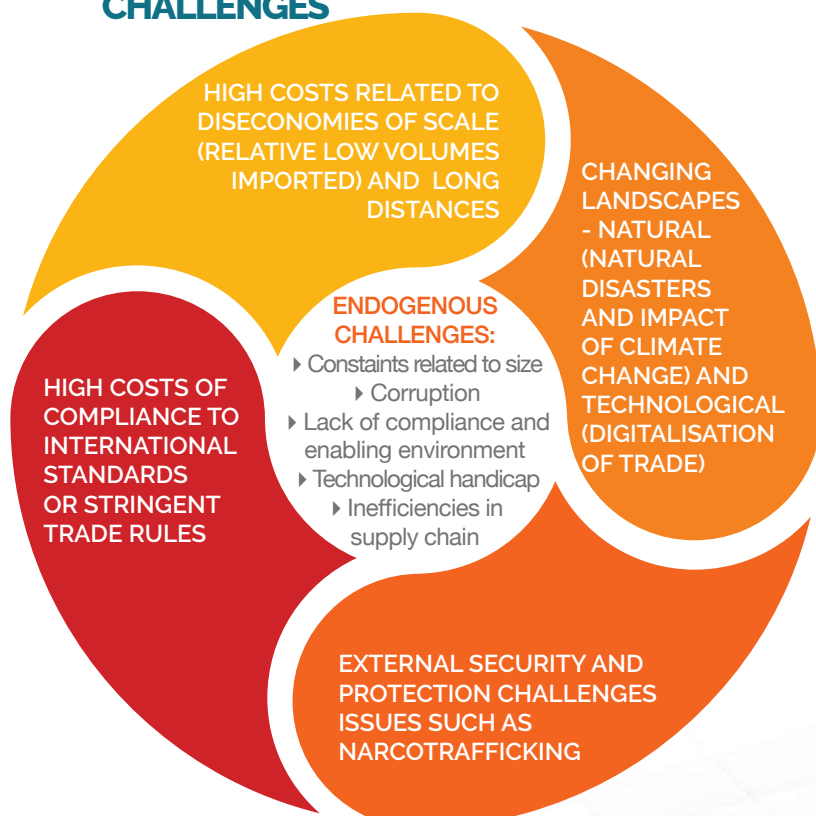 CHALLENGES
HIGH COSTS RELATED TO
DISECONOMIES OF SCALE
(RELATIVE LOW VOLUMES
IMPORTED) AND LONG
DISTANCES
CHANGING
LANDSCAPES
- NATURAL
(NATURAL
DISASTERS
AND IMPACT
OF CLIMATE
CHANGE) AND
TECHNOLOGICAL
(DIGITALISATION
OF TRADE)
ENDOGENOUS
CHALLENGES:
‣ Constaints related to size
‣ Corruption
‣ Lack of compliance and
enabling environment
‣ Technological handicap
‣ Inefficiencies in
supply chain
HIGH COSTS OF
COMPLIANCE TO
INTERNATIONAL
STANDARDS
OR STRINGENT
TRADE RULES
EXTERNAL SECURITY AND
PROTECTION CHALLENGES
ISSUES SUCH AS
NARCOTRAFFICKING